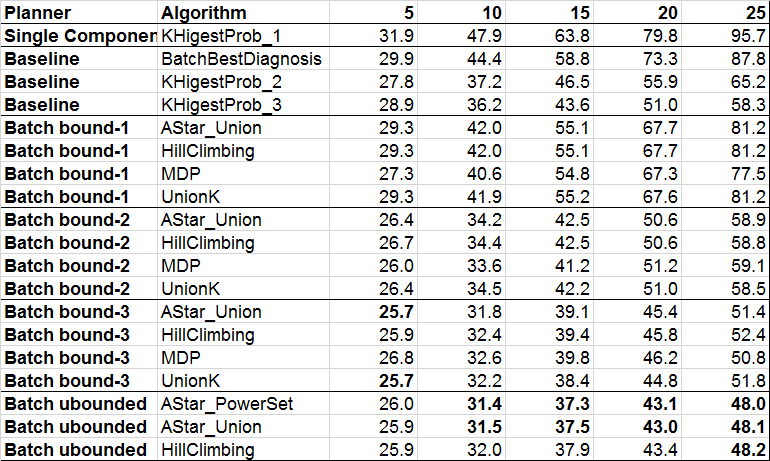 Planner Algorithm 5 10 15 20 25
Single Componen KHigestProb_1 31.9 47.9 63.8 79.8 95.7
Baseline BatchBestDiagnosis 29.9 44.4 58.8 73.3 87.8
Baseline KHigestProb_2 27.8 37.2 46.5 55.9 65.2
Baseline KHigestProb_3 28.9 36.2 43.6 51.0 58.3
Batch bound-1 AStar_Union 29.3 42.0 55.1 67.7 81.2
Batch bound-1 HillClimbing 29.3 42.0 55.1 67.7 81.2
Batch bound-1 MDP 27.3 40.6 54.8 67.3 77.5
Batch bound-1 UnionK 29.3 41.9 55.2 67.6 81.2
Batch bound-2 AStar_Union 26.4 34.2 42.5 50.6 58.9
Batch bound-2 HillClimbing 26.7 34.4 42.5 50.6 58.8
Batch bound-2 MDP 26.0 33.6 41.2 51.2 59.1
Batch bound-2 UnionK 26.4 34.5 42.2 51.0 58.5
Batch bound-3 AStar_Union 25.7 31.8 39.1 45.4 51.4
Batch bound-3 HillClimbing 25.9 32.4 39.4 45.8 52.4
Batch bound-3 MDP 26.8 32.6 39.8 46.2 50.8
Batch bound-3 UnionK 25.7 32.2 38.4 44.8 51.8
Batch ubounded AStar_PowerSet 26.0 31.4 37.3 43.1 48.0
Batch ubounded AStar_Union 25.9 31.5 37.5 43.0 48.1
Batch ubounded HillClimbing 25.9 32.0 37.9 43.4 48.2